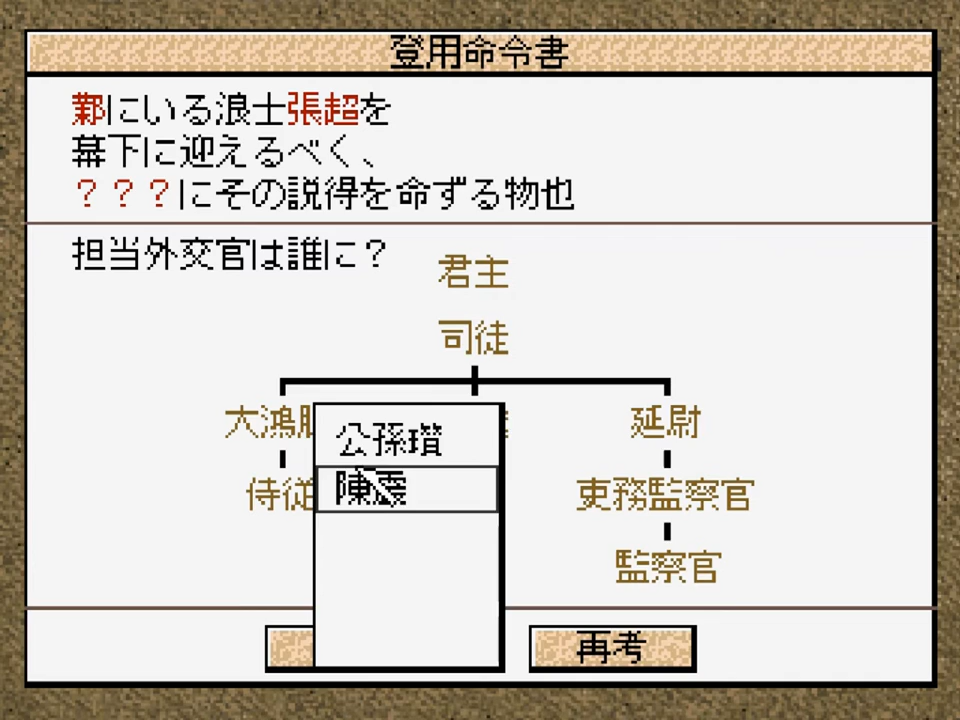 登用命令書
鄴にいる浪士張超を
幕下に迎えるべく、
???にその説得を命ずる物也
担当外交官は誰に?
君主
司徒
大鴻
延尉
侍従
吏務監察官
監察官
公孫瓚
陳震
再考